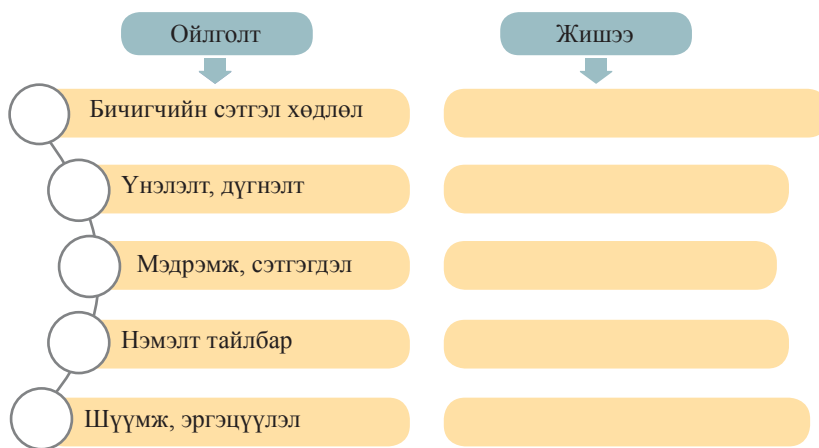 Ойлголт
Жишээ
Бичигчийн сэтгэл хөдлөл
Үнэлэлт, дүгнэлт
Мэдрэмж, сэтгэгдэл
Нэмэлт тайлбар
Шүүмж, эргэцүүлэл